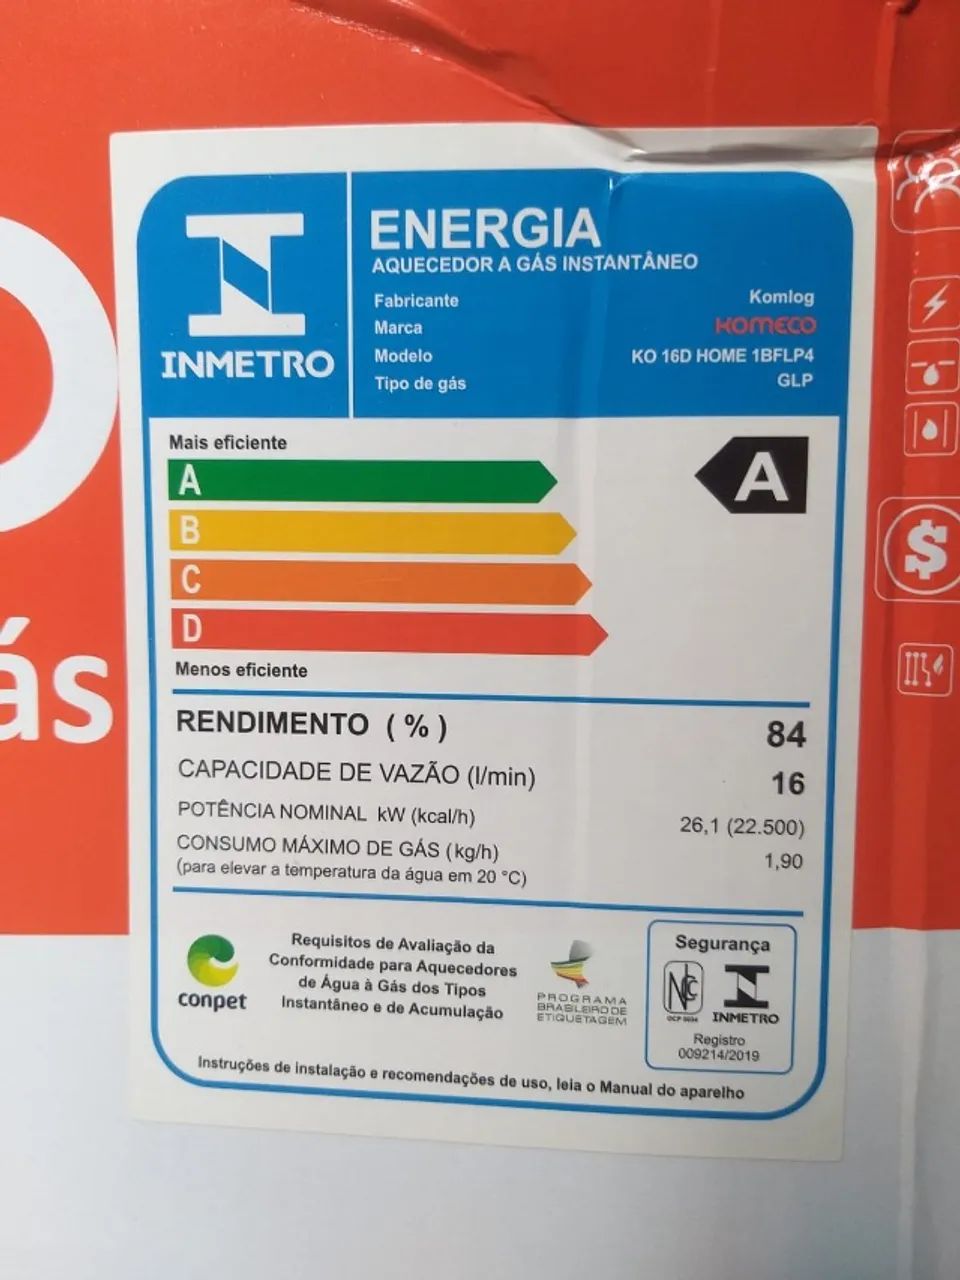 ENERGIA
AQUECEDOR A GÁS INSTANTÂNEO
INMETRO
Fabricante Komlog
Marca KOMECO
Modelo KO 16D HOME 1BFLP4
Tipo de gás GLP
Mais eficiente
A A
B
C
D
Menos eficiente
RENDIMENTO ( % ) 84
CAPACIDADE DE VAZÃO (l/min) 16
POTÊNCIA NOMINAL kW (kcal/h) 26,1 (22.500)
CONSUMO MÁXIMO DE GÁS (kg/h) 1,90
(para elevar a temperatura da água em 20 °C)
conpet
Requisitos de Avaliação da
Conformidade para Aquecedores
de Água à Gás dos Tipos
Instantâneo e de Acumulação
PROGRAMA
BRASILEIRO DE
ETIQUETAGEM
Segurança
OCP 0034
INMETRO
Registro
009214/2019
Instruções de instalação e recomendações de uso, leia o Manual do aparelho
ás
$